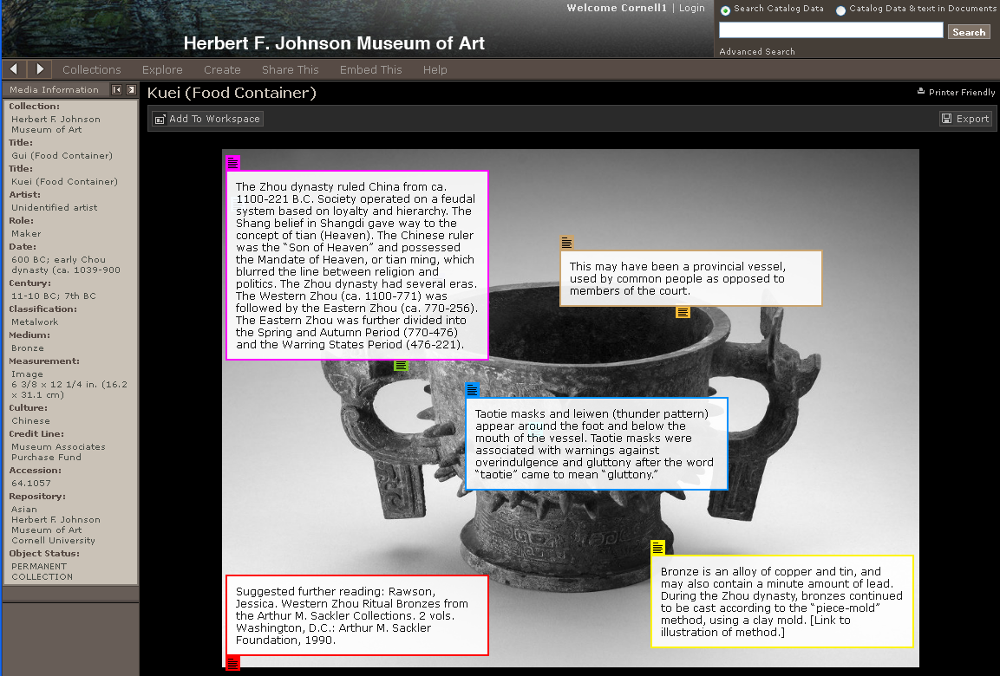 Welcome Cornell1 | Login
Search Catalog Data
Catalog Data & text in Documents
Herbert F. Johnson Museum of Art
Search
Advanced Search
Collections
Explore
Create
Share This
Embed This
Help
Media Information
Collection:
Herbert F. Johnson
Museum of Art
Title:
Gui (Food Container)
Title:
Kuei (Food Container)
Artist:
Unidentified artist
Role:
Maker
Date:
600 BC; early Chou
dynasty (ca. 1039-900
Century:
11-10 BC; 7th BC
Classification:
Metalwork
Medium:
Bronze
Measurement:
Image
6 3/8 x 12 1/4 in. (16.2
x 31.1 cm)
Culture:
Chinese
Credit Line:
Museum Associates
Purchase Fund
Accession:
64.1057
Repository:
Asian
Herbert F. Johnson
Museum of Art
Cornell University
Object Status:
PERMANENT
COLLECTION
Kuei (Food Container)
Printer Friendly
Add To Workspace
Export
The Zhou dynasty ruled China from ca.
1100-221 B.C. Society operated on a feudal
system based on loyalty and hierarchy. The
Shang belief in Shangdi gave way to the
concept of tian (Heaven). The Chinese ruler
was the “Son of Heaven” and possessed
the Mandate of Heaven, or tian ming, which
blurred the line between religion and
politics. The Zhou dynasty had several eras.
The Western Zhou (ca. 1100-771) was
followed by the Eastern Zhou (ca. 770-256).
The Eastern Zhou was further divided into
the Spring and Autumn Period (770-476)
and the Warring States Period (476-221).
This may have been a provincial vessel,
used by common people as opposed to
members of the court.
Taotie masks and leiwen (thunder pattern)
appear around the foot and below the
mouth of the vessel. Taotie masks were
associated with warnings against
overindulgence and gluttony after the word
“taotie” came to mean “gluttony.”
Suggested further reading: Rawson,
Jessica. Western Zhou Ritual Bronzes from
the Arthur M. Sackler Collections. 2 vols.
Washington, D.C.: Arthur M. Sackler
Foundation, 1990.
Bronze is an alloy of copper and tin, and
may also contain a minute amount of lead.
During the Zhou dynasty, bronzes continued
to be cast according to the “piece-mold”
method, using a clay mold. [Link to
illustration of method.]